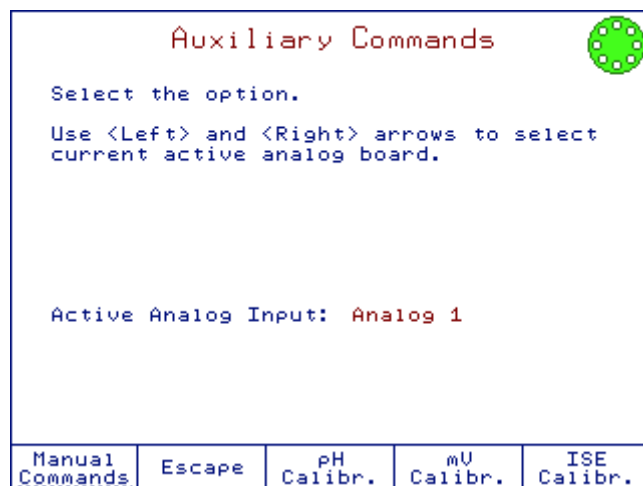 Auxiliary Commands
Select the option.
Use <Left> and <Right> arrows to select
current active analog board.
Active Analog Input: Analog 1
Manual
Commands
Escape
pH
Calibr.
mV
Calibr.
ISE
Calibr.